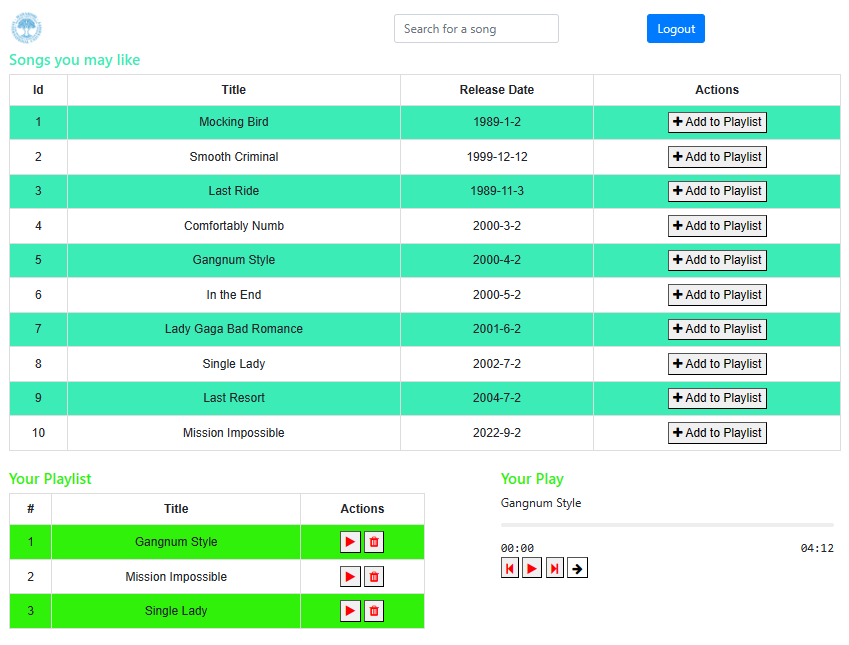 Search for a song
Logout
Songs you may like
Id Title Release Date Actions
1 Mocking Bird 1989-1-2 Add to Playlist
2 Smooth Criminal 1999-12-12 Add to Playlist
3 Last Ride 1989-11-3 Add to Playlist
4 Comfortably Numb 2000-3-2 Add to Playlist
5 Gangnum Style 2000-4-2 Add to Playlist
6 In the End 2000-5-2 Add to Playlist
7 Lady Gaga Bad Romance 2001-6-2 Add to Playlist
8 Single Lady 2002-7-2 Add to Playlist
9 Last Resort 2004-7-2 Add to Playlist
10 Mission Impossible 2022-9-2 Add to Playlist
Your Playlist
# Title Actions
1 Gangnum Style
2 Mission Impossible
3 Single Lady
Your Play
Gangnum Style
00:00 04:12